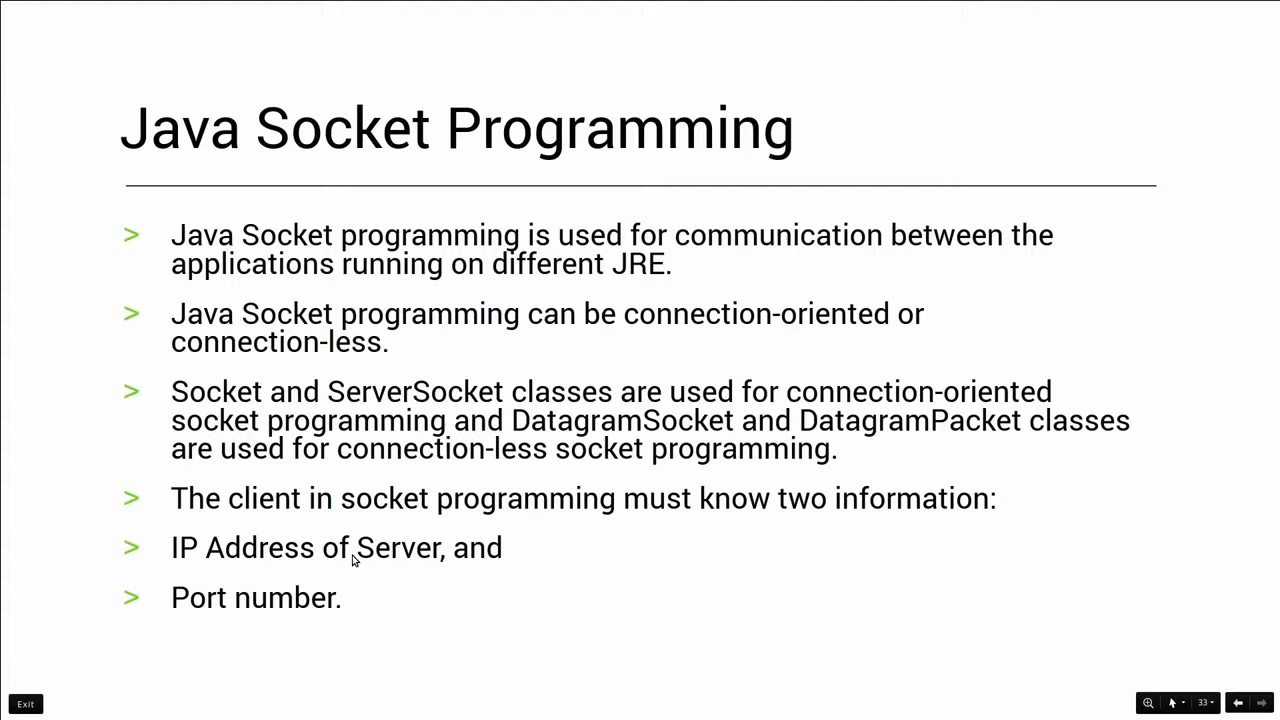 Java Socket Programming
> Java Socket programming is used for communication between the
applications running on different JRE.
> Java Socket programming can be connection-oriented or
connection-less.
> Socket and ServerSocket classes are used for connection-oriented
socket programming and DatagramSocket and DatagramPacket classes
are used for connection-less socket programming.
> The client in socket programming must know two information:
> IP Address of Server, and
> Port number.
Exit
33